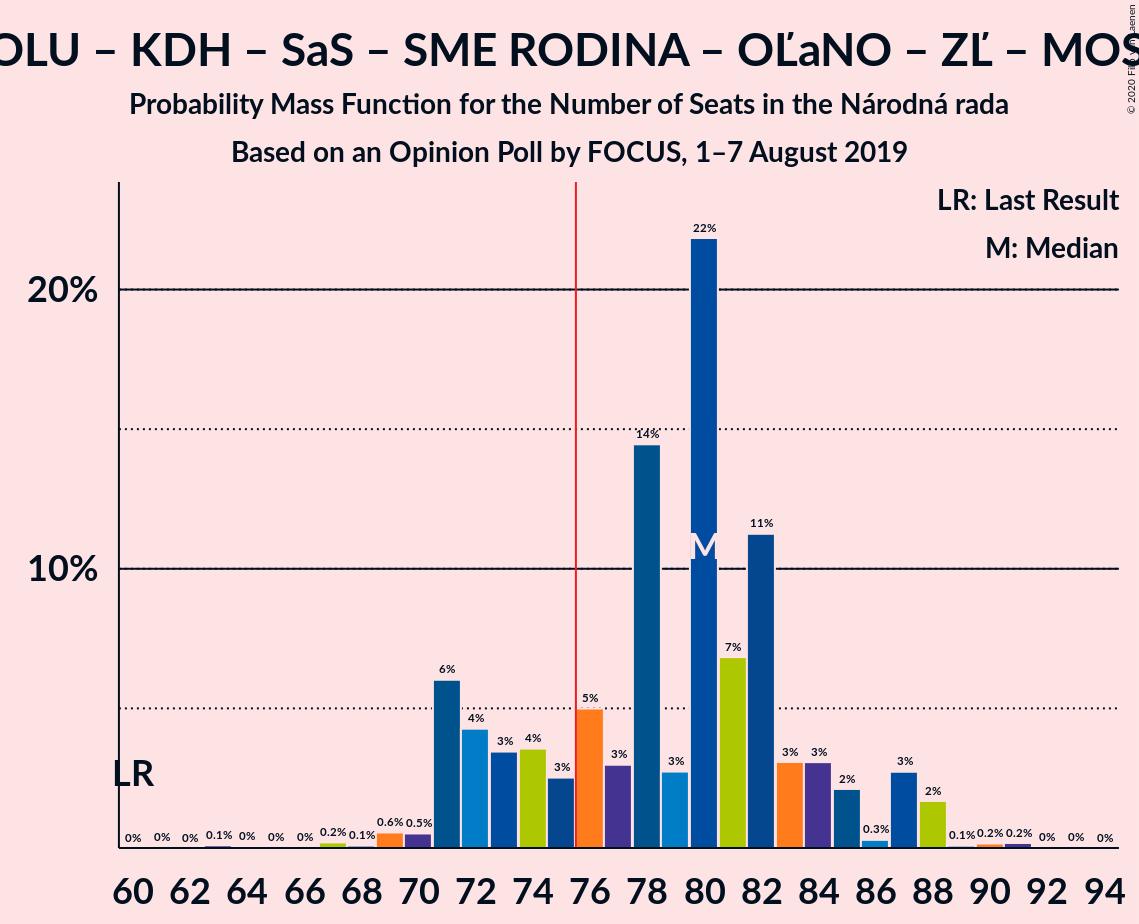 OLU – KDH – SaS – SME RODINA – OĽaNO – ZĽ – MOS
Probability Mass Function for the Number of Seats in the Národná rada
Based on an Opinion Poll by FOCUS, 1–7 August 2019
LR: Last Result
M: Median
20%
10%
LR
M
0% 0% 0% 0.1% 0% 0% 0% 0.2% 0.1% 0.6% 0.5% 6% 4% 3% 4% 3% 5% 3% 14% 3% 22% 7% 11% 3% 3% 2% 0.3% 3% 2% 0.1% 0.2% 0.2% 0% 0% 0%
60 62 64 66 68 70 72 74 76 78 80 82 84 86 88 90 92 94
© 2020